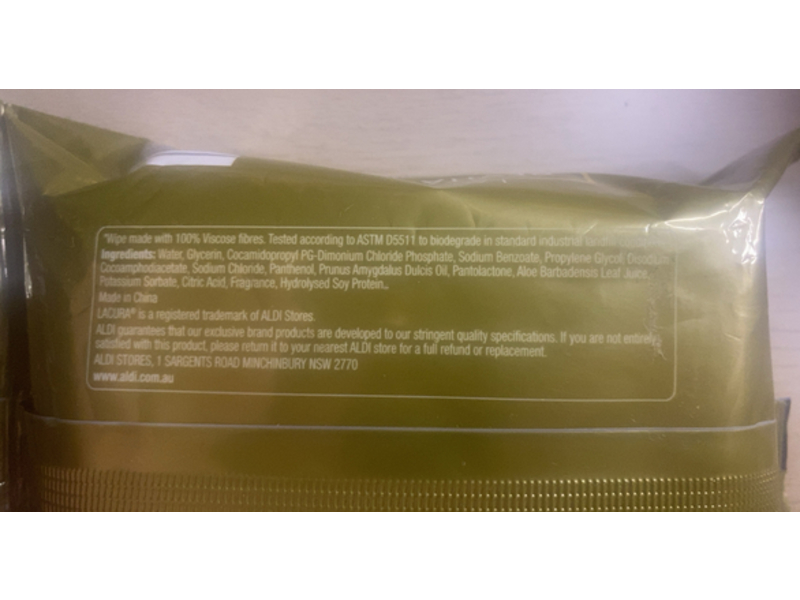 *Wipe made with 100% Viscose fibres. Tested according to ASTM D5511 to biodegrade in standard industrial landfill
Ingredients: Water, Glycerin, Cocamidopropyl PG-Dimonium Chloride Phosphate, Sodium Benzoate, Propylene Glycol, Disodium
Cocoamphodiacetate, Sodium Chloride, Panthenol, Prunus Amygdalus Dulcis Oil, Pantolactone, Aloe Barbadensis Leaf Juice,
Potassium Sorbate, Citric Acid, Fragrance, Hydrolysed Soy Protein..
Made in China
LACURA® is a registered trademark of ALDI Stores.
ALDI guarantees that our exclusive brand products are developed to our stringent quality specifications. If you are not entirely
satisfied with this product, please return it to your nearest ALDI store for a full refund or replacement.
ALDI STORES, 1 SARGENTS ROAD MINCHINBURY NSW 2770
www.aldi.com.au